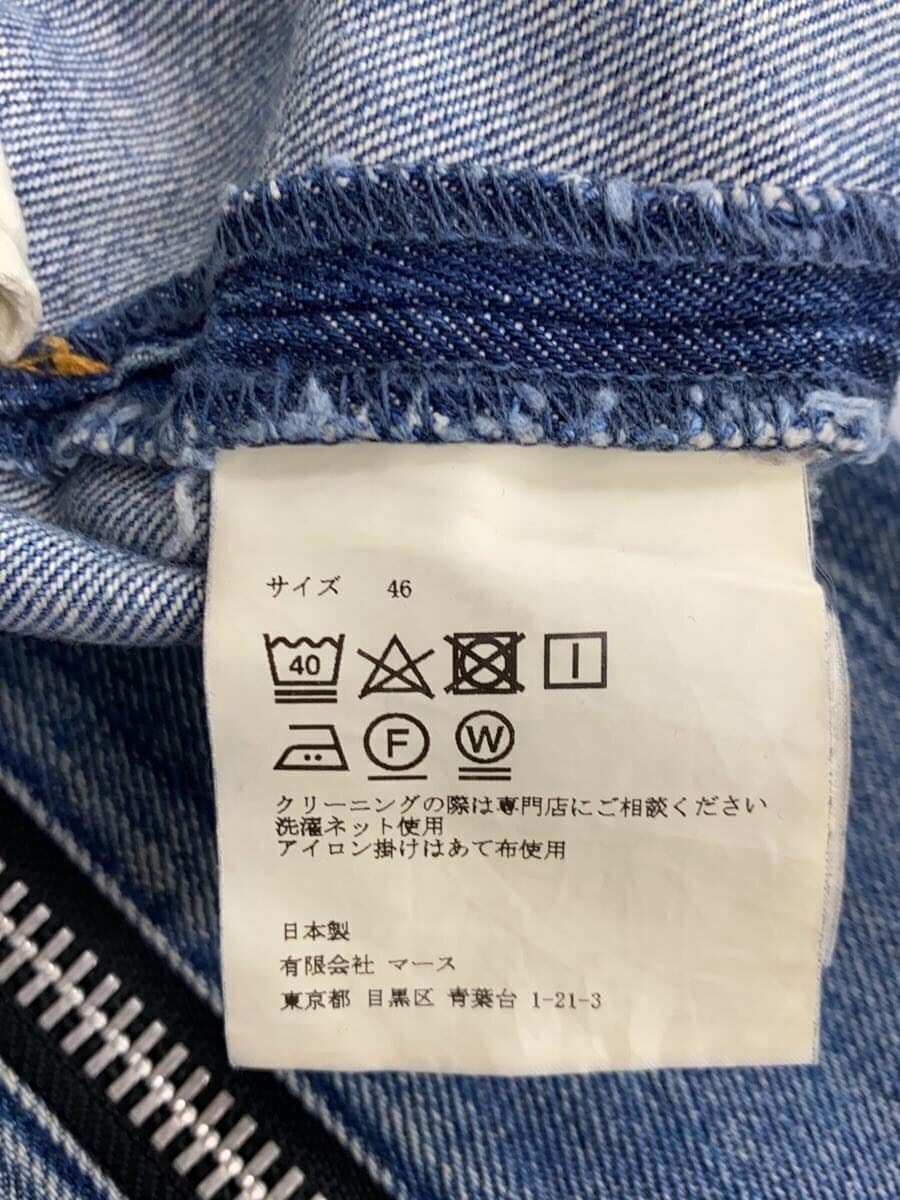 サイズ 46
40
F W
クリーニングの際は専門店にご相談ください
洗濯ネット使用
アイロン掛けはあて布使用
日本製
有限会社 マース
東京都 目黒区 青葉台 1-21-3